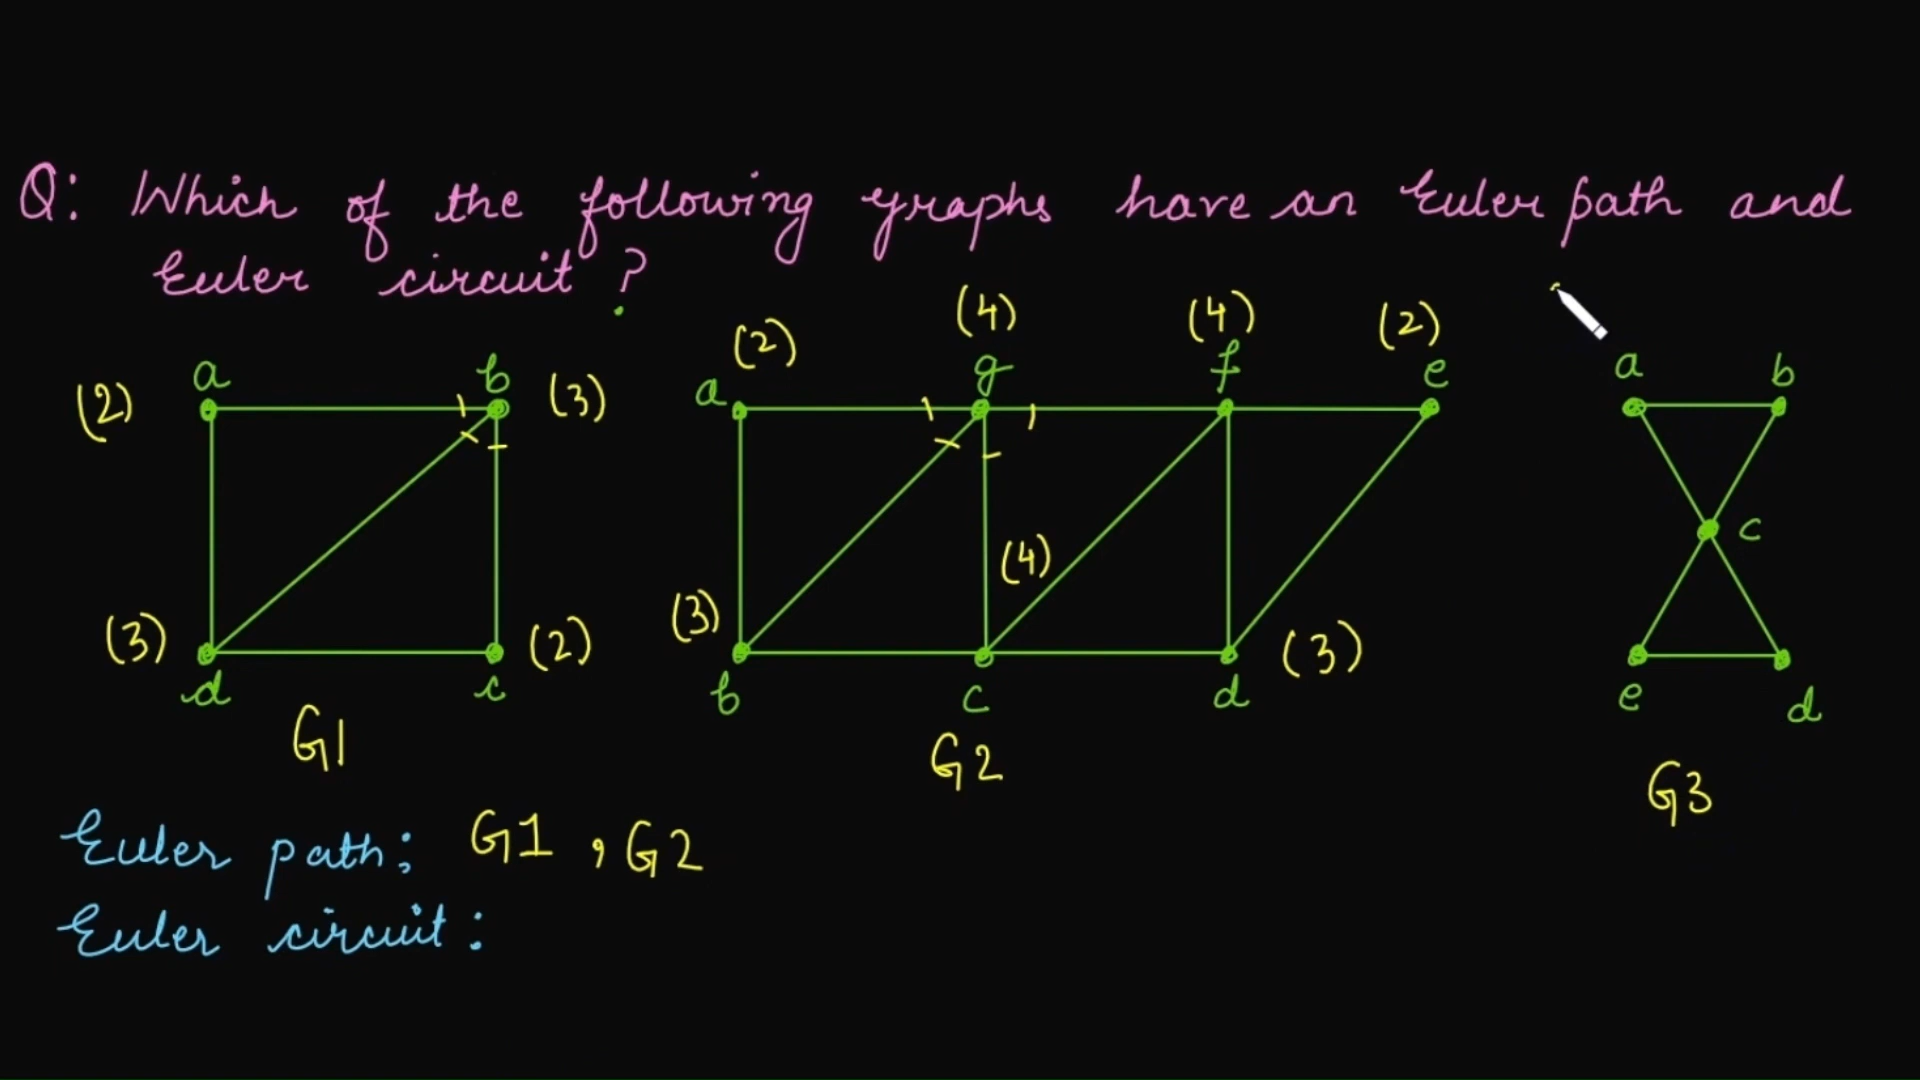 Q: Which of the following graphs have an Euler path and
Euler circuit ?
(2) (4) (4) (2)
a b a g f e a b
(2) (3)
c
(4)
(3) (2) (3) (3)
d c b c d e d
G1 G2 G3
Euler path: G1, G2
Euler circuit: